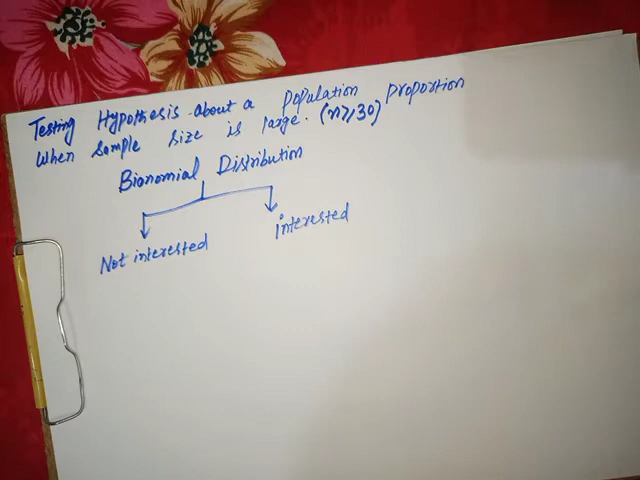 Testing Hypothesis about a population proportion
When sample size is large. (n≥30)
Bionomial Distribution
Not interested
interested